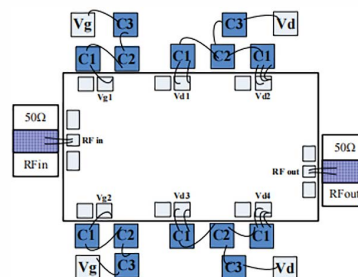 Vg C3 C3 Vd
C1 C2 C1 C2 C1
Vg1 Vd1 Vd2
50Ω
RF in
RFin
50Ω
RF out
RFout
Vg2 Vd3 Vd4
C1 C2 C1 C2 C1
Vg C3 C3 Vd